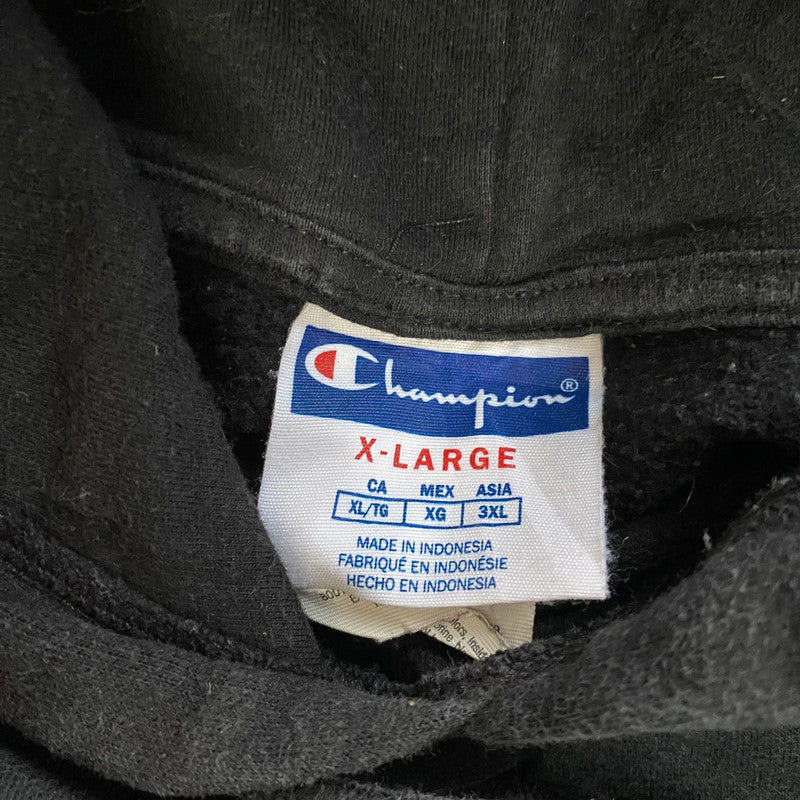 Champion®
X-LARGE
CA MEX ASIA
XL/TG XG 3XL
MADE IN INDONESIA
FABRIQUÉ EN INDONÉSIE
HECHO EN INDONESIA